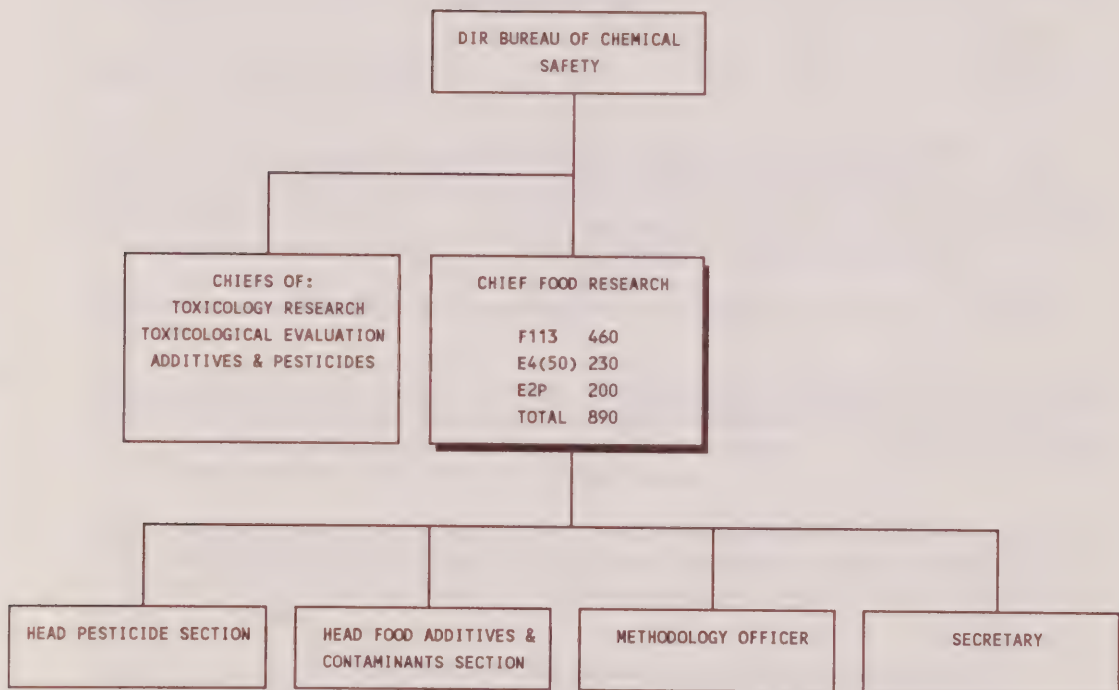 DIR BUREAU OF CHEMICAL
SAFETY
CHIEFS OF:
TOXICOLOGY RESEARCH
TOXICOLOGICAL EVALUATION
ADDITIVES & PESTICIDES
CHIEF FOOD RESEARCH
F113 460
E4(50) 230
E2P 200
TOTAL 890
HEAD PESTICIDE SECTION
HEAD FOOD ADDITIVES &
CONTAMINANTS SECTION
METHODOLOGY OFFICER
SECRETARY